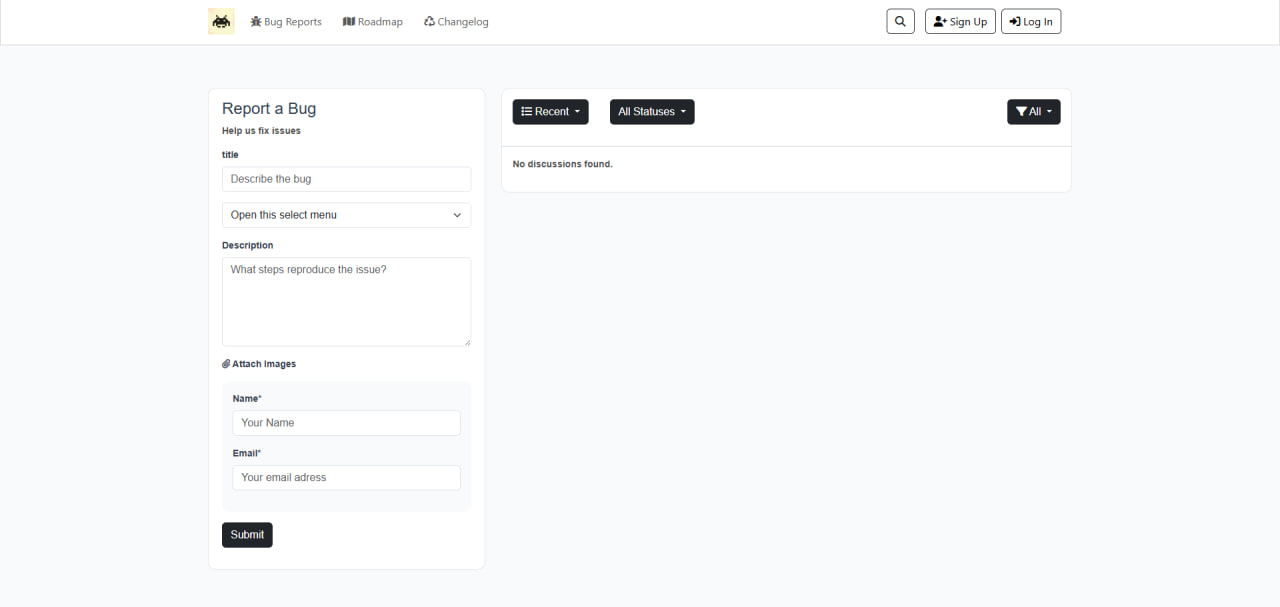 Bug Reports Roadmap Changelog Sign Up Log In
Report a Bug
Help us fix issues
title
Describe the bug
Open this select menu
Description
What steps reproduce the issue?
Attach Images
Name*
Your Name
Email*
Your email adress
Submit
Recent All Statuses All
No discussions found.